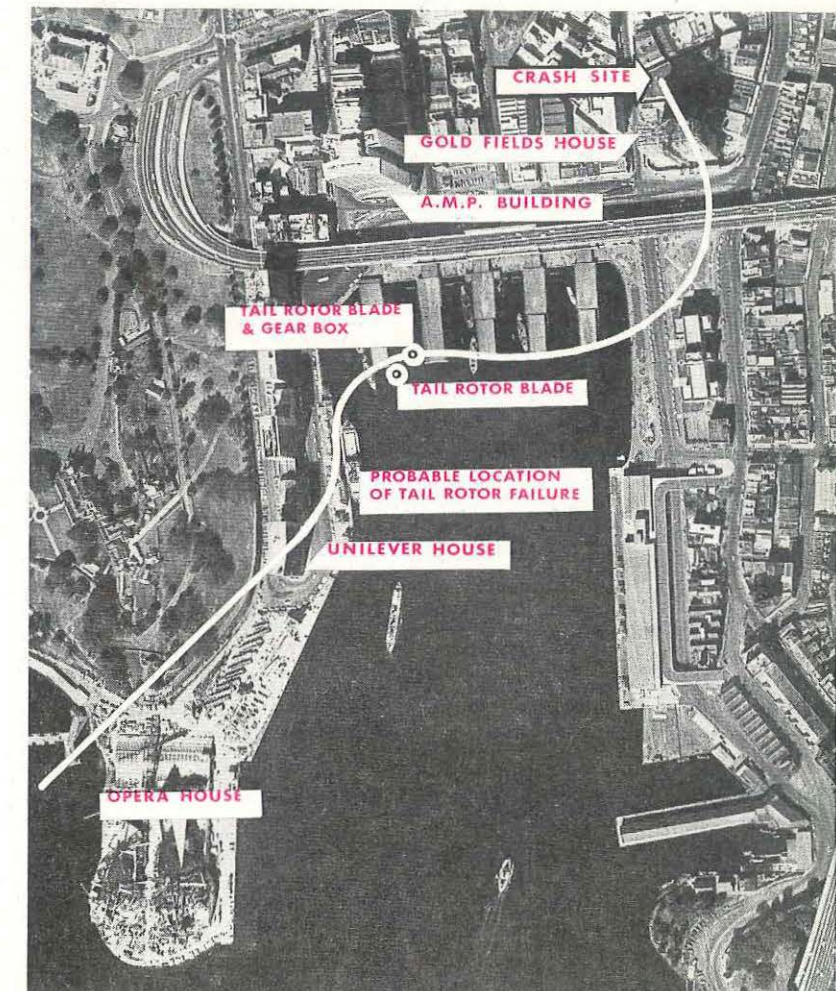 CRASH SITE
GOLD FIELDS HOUSE
A.M.P. BUILDING
TAIL ROTOR BLADE
& GEAR BOX
TAIL ROTOR BLADE
PROBABLE LOCATION
OF TAIL ROTOR FAILURE
UNILEVER HOUSE
OPERA HOUSE